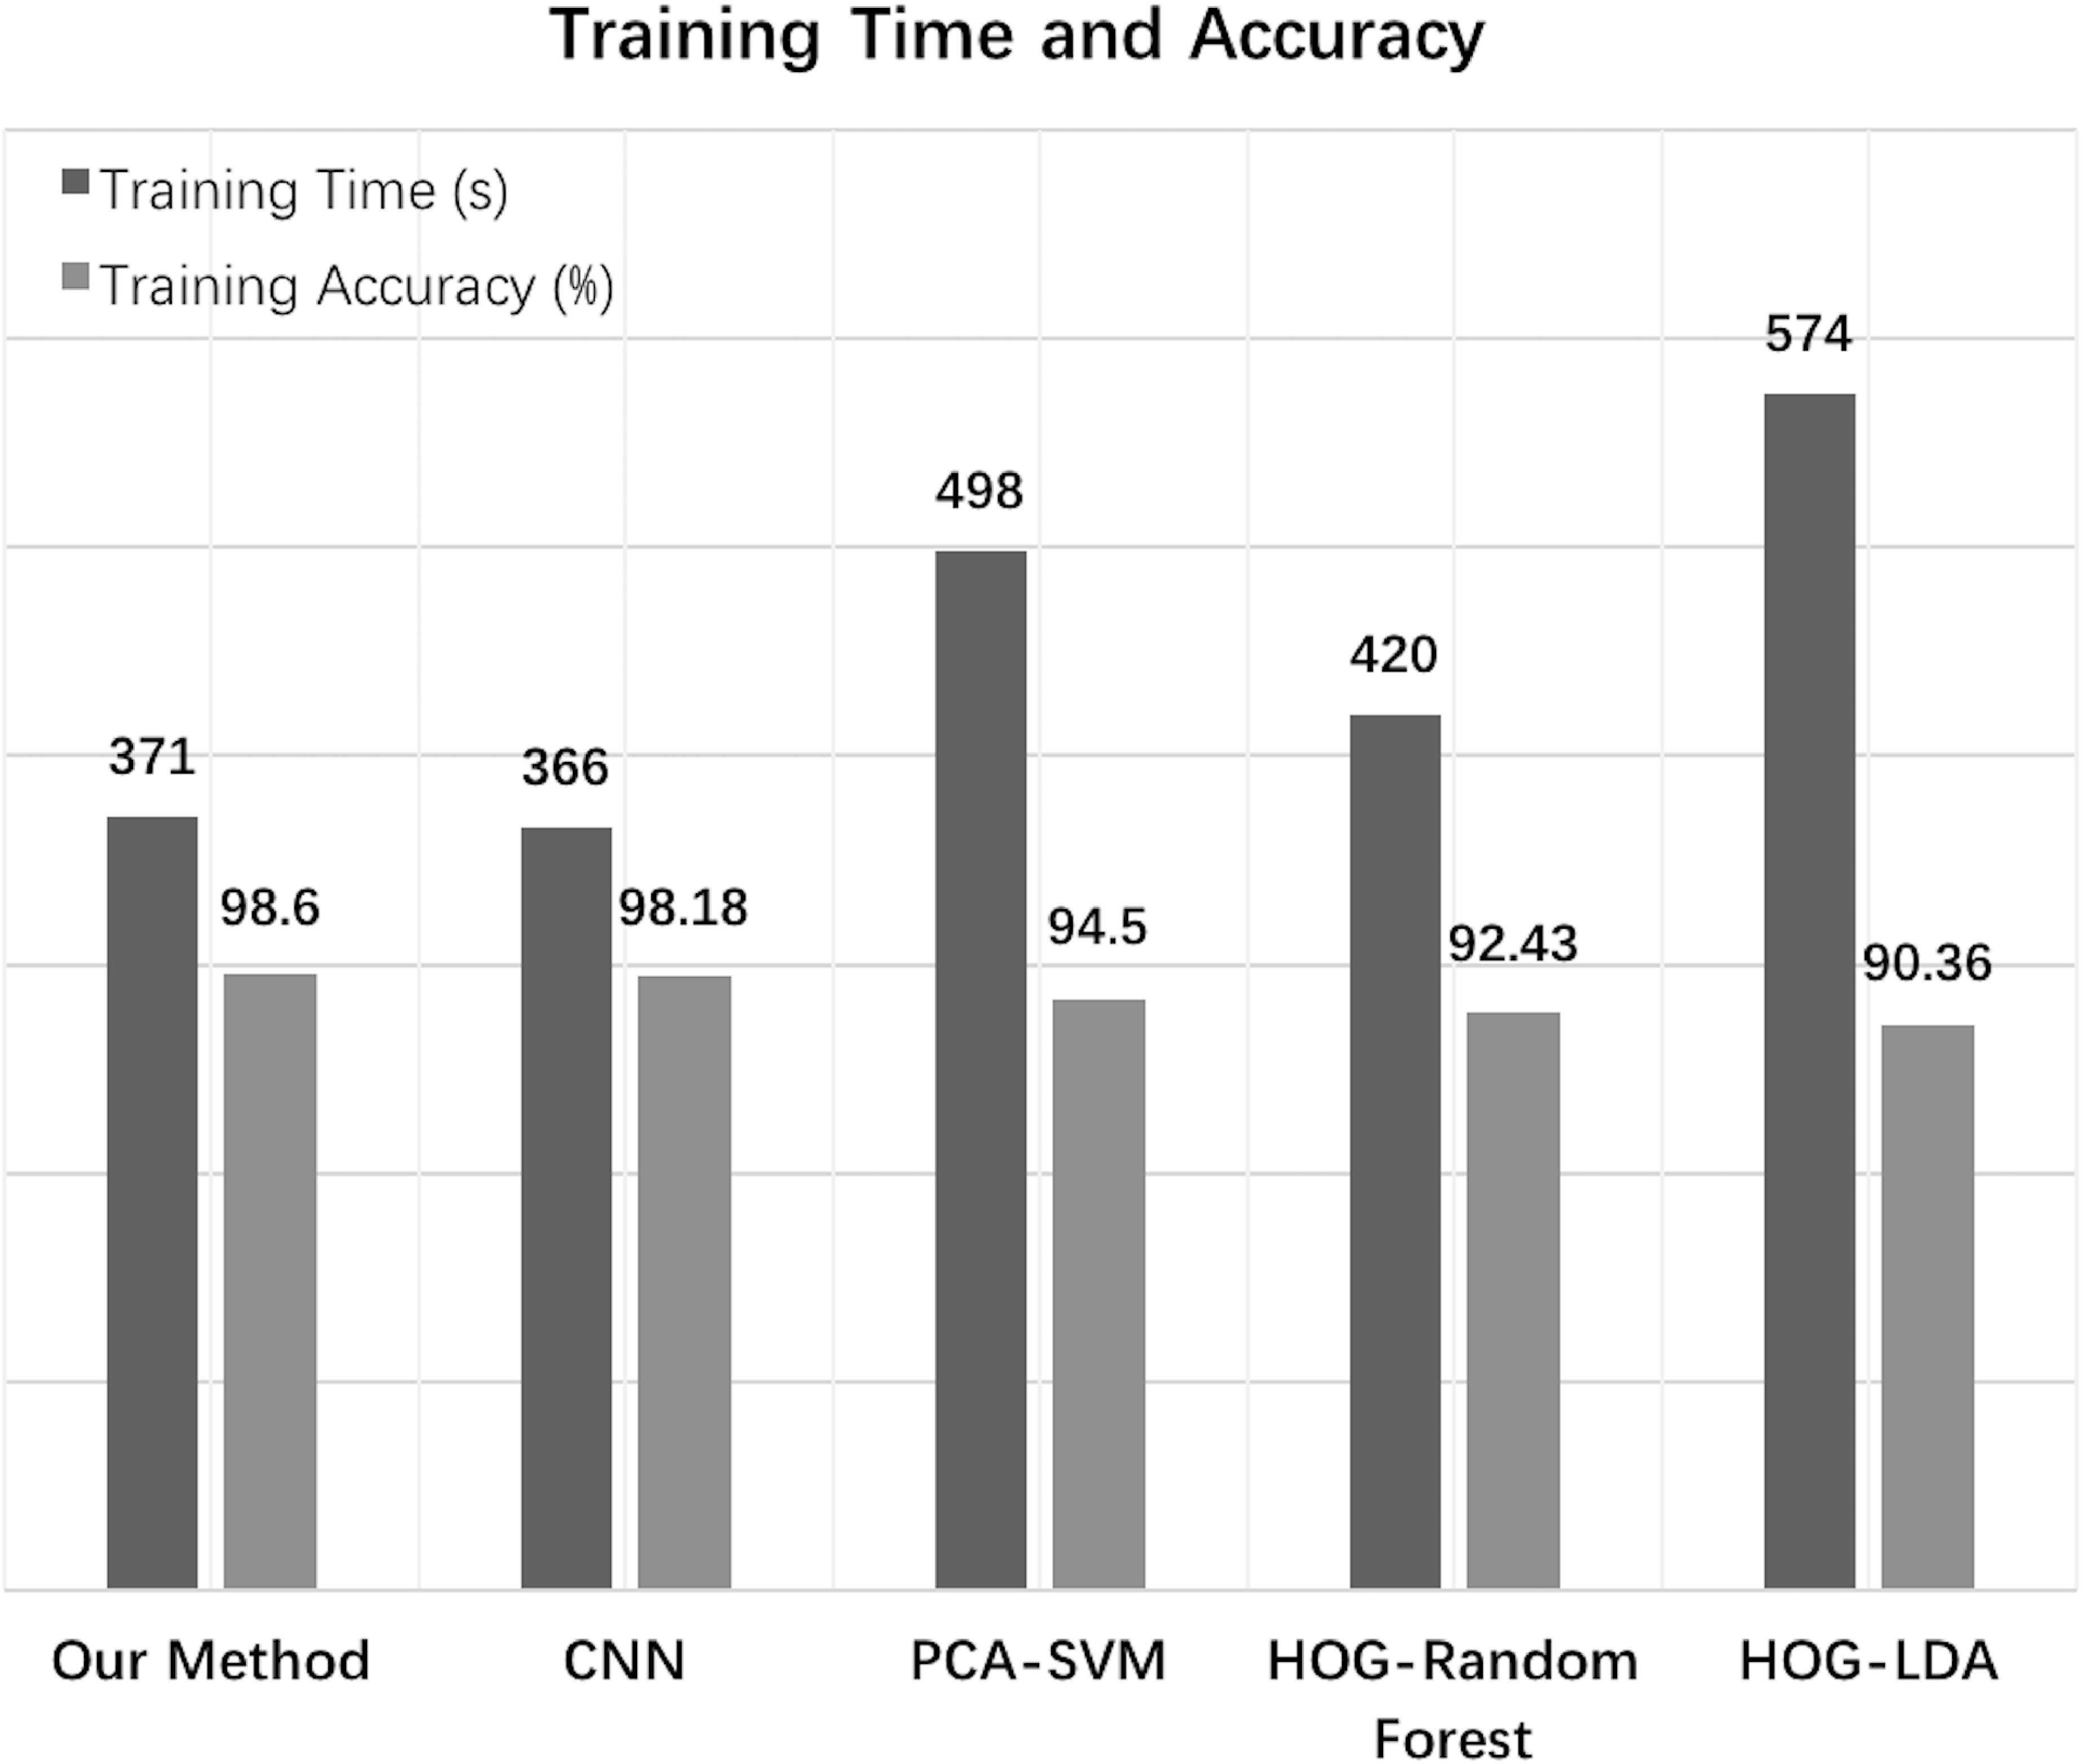 Training Time and Accuracy
Training Time (s)
Training Accuracy (%)
574
498
420
371
366
98.6
98.18
94.5
92.43
90.36
Our Method
CNN
PCA-SVM
HOG-Random
Forest
HOG-LDA